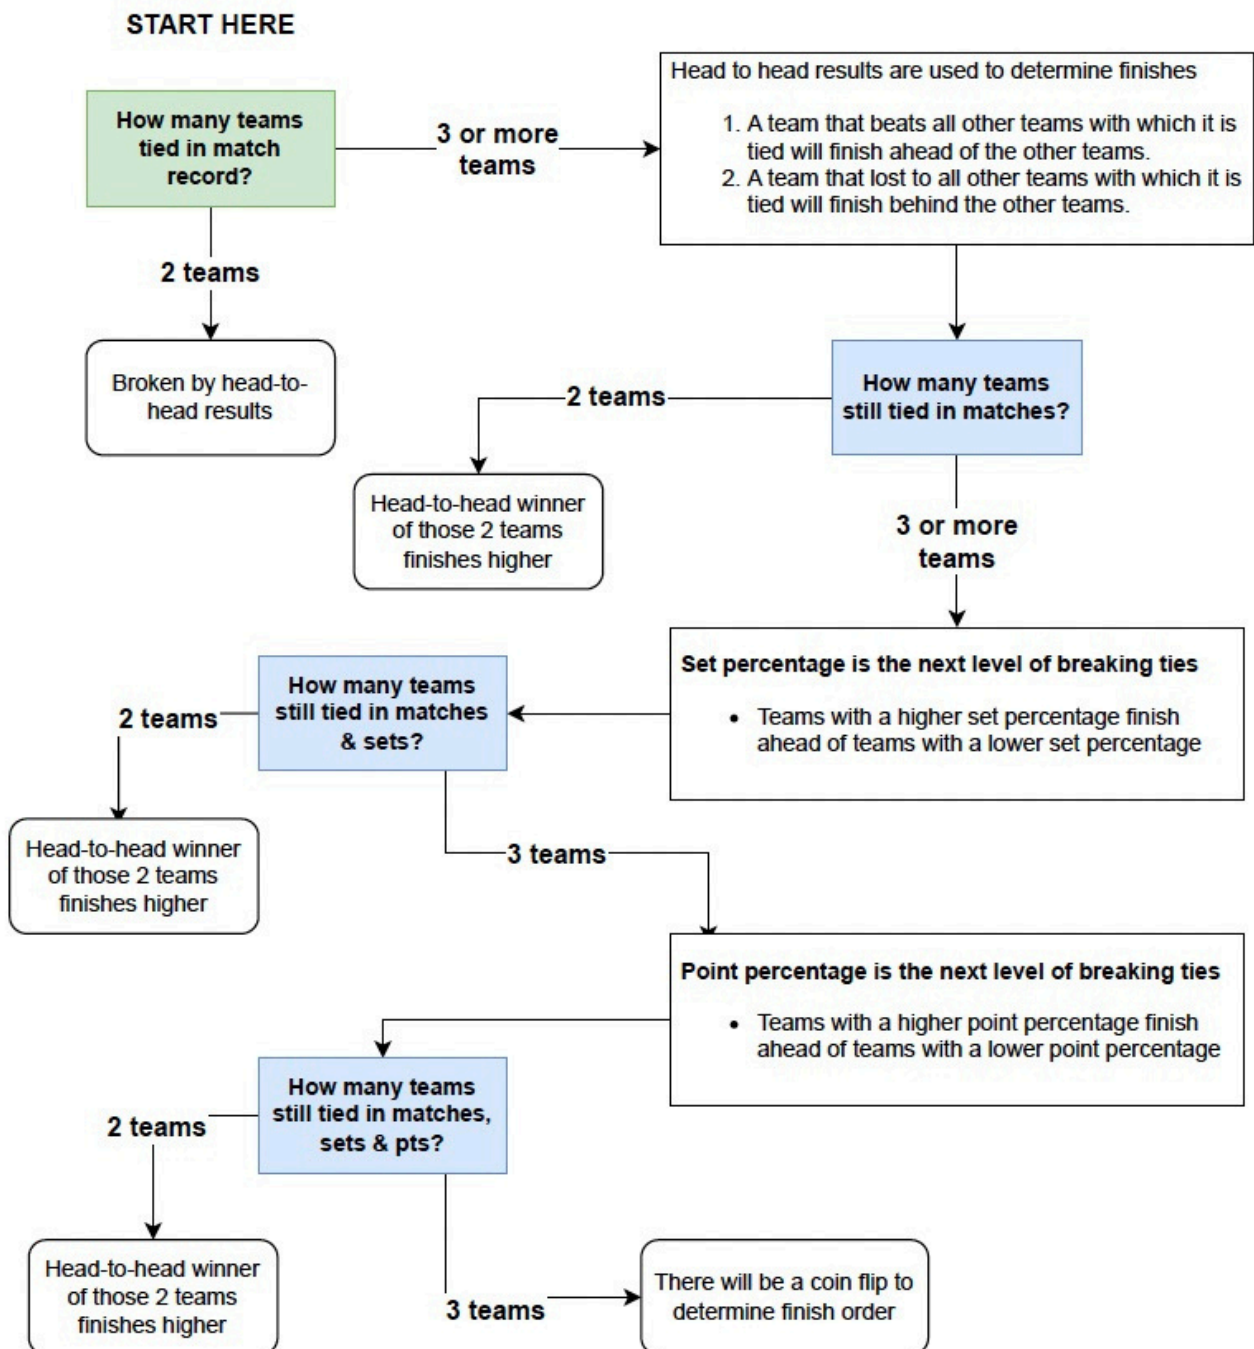 START HERE
How many teams
tied in match
record?
3 or more
teams
Head to head results are used to determine finishes
1. A team that beats all other teams with which it is
tied will finish ahead of the other teams.
2. A team that lost to all other teams with which it is
tied will finish behind the other teams.
2 teams
Broken by head-to-
head results
How many teams
still tied in matches?
2 teams
Head-to-head winner
of those 2 teams
finishes higher
3 or more
teams
Set percentage is the next level of breaking ties
• Teams with a higher set percentage finish
ahead of teams with a lower set percentage
How many teams
still tied in matches
& sets?
2 teams
Head-to-head winner
of those 2 teams
finishes higher
3 teams
Point percentage is the next level of breaking ties
• Teams with a higher point percentage finish
ahead of teams with a lower point percentage
How many teams
still tied in matches,
sets & pts?
2 teams
Head-to-head winner
of those 2 teams
finishes higher
3 teams
There will be a coin flip to
determine finish order